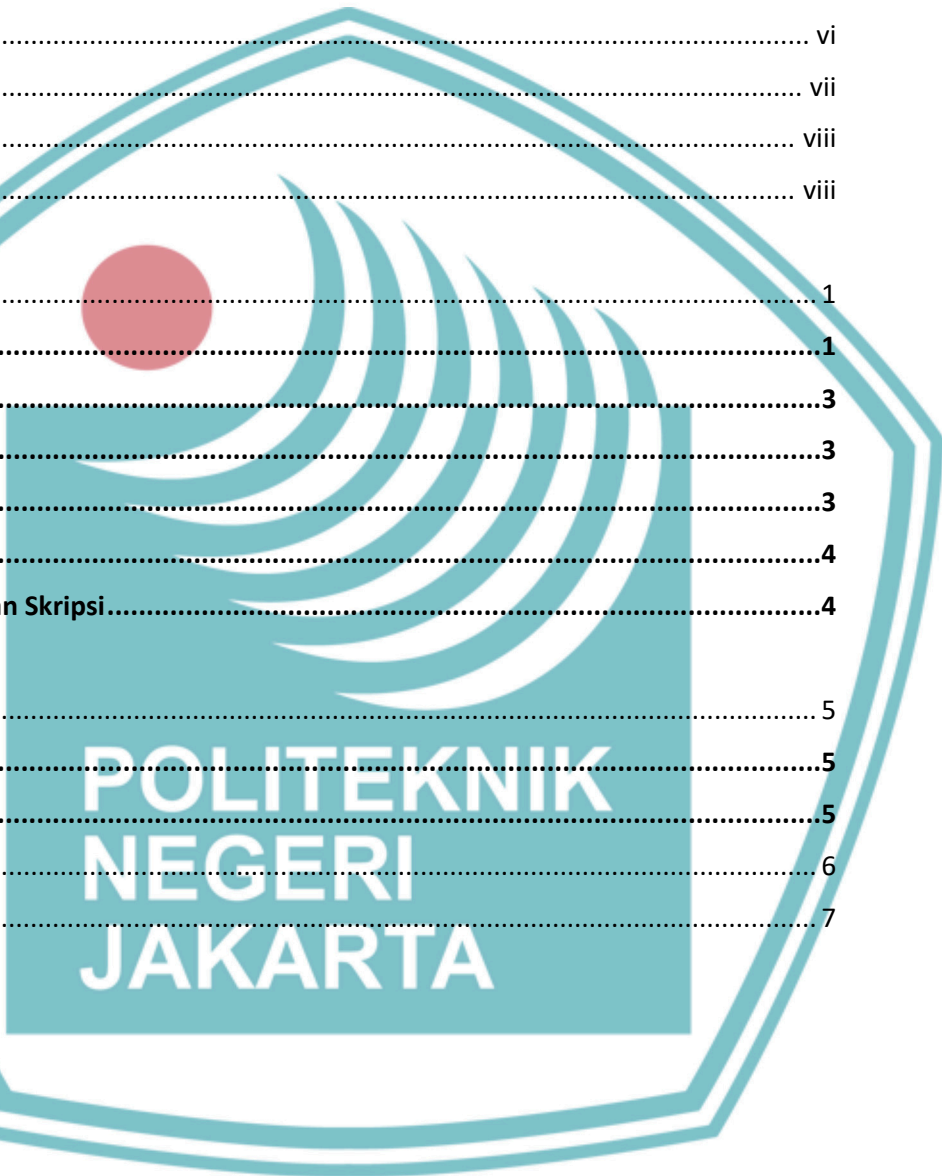 ........................................................................................................ vi
........................................................................................................ vii
........................................................................................................ viii
........................................................................................................ viii
........................................................................................................ 1
........................................................................................................1
........................................................................................................3
........................................................................................................3
........................................................................................................3
........................................................................................................4
an Skripsi...........................................................................................4
........................................................................................................ 5
........................................................................................................5
........................................................................................................5
........................................................................................................ 6
........................................................................................................ 7
POLITEKNIK
NEGERI
JAKARTA